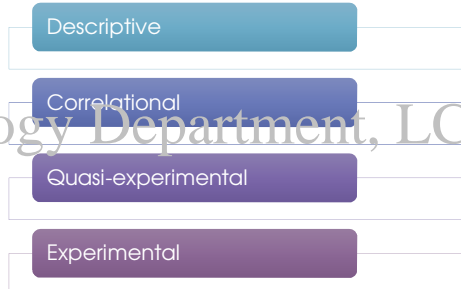 Descriptive
Correlational
ogy Department, LC
Quasi-experimental
Experimental